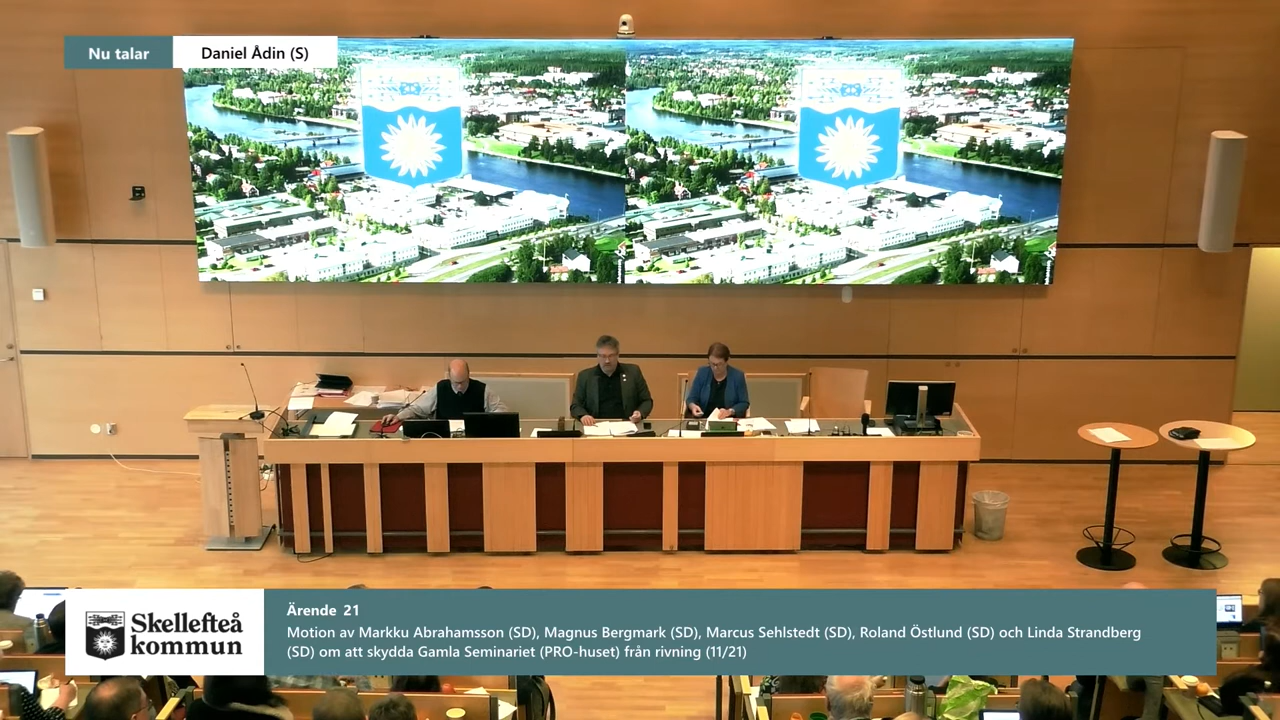 Nu talar
Daniel Ådin (S)
Skellefteå
kommun
Ärende 21
Motion av Markku Abrahamsson (SD), Magnus Bergmark (SD), Marcus Sehlstedt (SD), Roland Östlund (SD) och Linda Strandberg
(SD) om att skydda Gamla Seminariet (PRO-huset) från rivning (11/21)